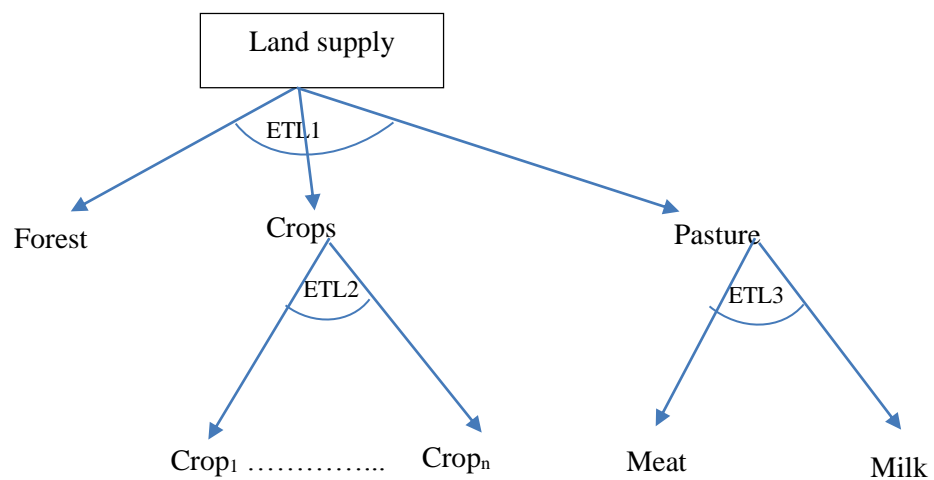 Land supply
ETL1
Forest
Crops
Pasture
ETL2
ETL3
Crop₁ …………... Cropₙ
Meat
Milk